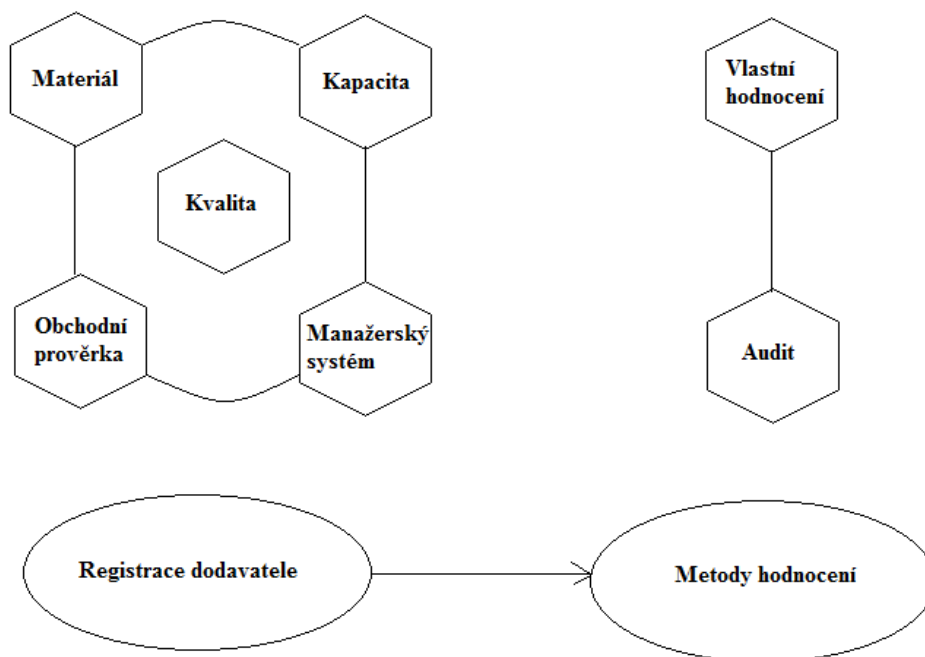 Materiál
Kapacita
Vlastní
hodnocení
Kvalita
Obchodní
prověrka
Manažerský
systém
Audit
Registrace dodavatele
Metody hodnocení